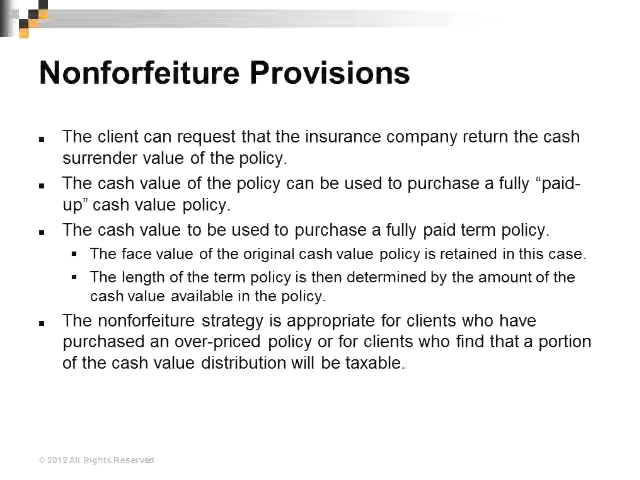 Nonforfeiture Provisions
■ The client can request that the insurance company return the cash
surrender value of the policy.
■ The cash value of the policy can be used to purchase a fully “paid-
up” cash value policy.
■ The cash value to be used to purchase a fully paid term policy.
▪ The face value of the original cash value policy is retained in this case.
▪ The length of the term policy is then determined by the amount of the
cash value available in the policy.
■ The nonforfeiture strategy is appropriate for clients who have
purchased an over-priced policy or for clients who find that a portion
of the cash value distribution will be taxable.
© 2012 All Rights Reserved